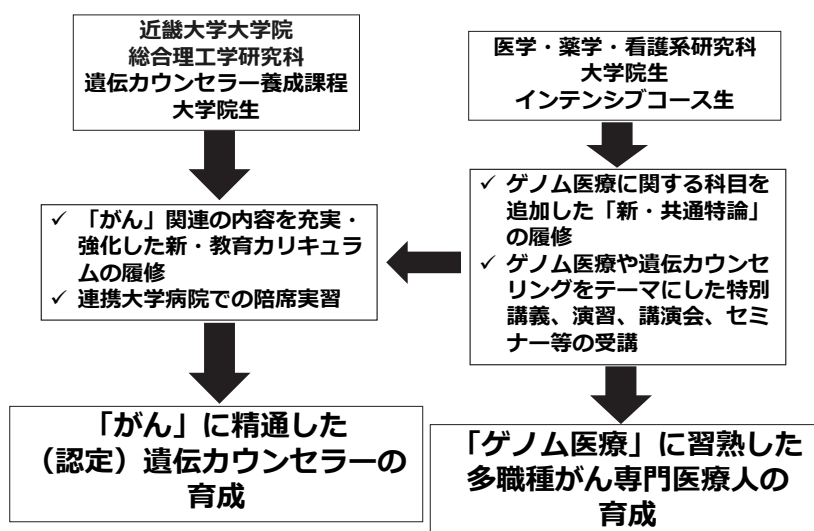 近畿大学大学院
総合理工学研究科
遺伝カウンセラー養成課程
大学院生
医学・薬学・看護系研究科
大学院生
インテンシブコース生
✓ 「がん」関連の内容を充実・
強化した新・教育カリキュラ
ムの履修
✓ 連携大学病院での陪席実習
✓ ゲノム医療に関する科目を
追加した「新・共通特論」
の履修
✓ ゲノム医療や遺伝カウンセ
リングをテーマにした特別
講義、演習、講演会、セミ
ナー等の受講
「がん」に精通した
（認定）遺伝カウンセラーの
育成
「ゲノム医療」に習熟した
多職種がん専門医療人の
育成